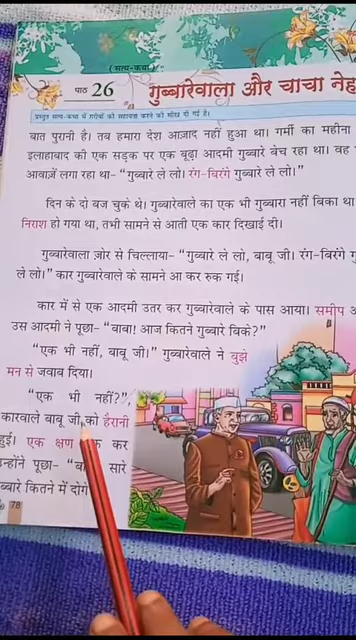 (सत्य-कथा)
पाठ 26
गुब्बारेवाला और चाचा
प्रस्तुत सत्य-कथा में गरीबों की सहायता करने की सीख दी गई है।
बात पुरानी है। तब हमारा देश आज़ाद नहीं हुआ था। गर्मी का महीना
इलाहाबाद की एक सड़क पर एक बूढ़ा आदमी गुब्बारे बेच रहा था। वह
आवाज़ें लगा रहा था- “गुब्बारे ले लो। रंग-बिरंगे गुब्बारे ले लो।”
दिन के दो बज चुके थे। गुब्बारेवाला का एक भी गुब्बारा नहीं बिका था
निराश हो गया था, तभी सामने से आती एक कार दिखाई दी।
गुब्बारेवाला ज़ोर से चिल्लाया- “गुब्बारे ले लो, बाबू जी। रंग-बिरंगे
ले लो।” कार गुब्बारेवाले के सामने आ कर रुक गई।
कार में से एक आदमी उतर कर गुब्बारेवाले के पास आया। समीप
उस आदमी ने पूछा- “बाबा! आज कितने गुब्बारे बिके?”
“एक भी नहीं, बाबू जी।” गुब्बारेवाले ने बुझे
मन से जवाब दिया।
“एक भी नहीं?”,
कारवाले बाबू जी को हैरानी
हुई। एक क्षण कर
उन्होंने पूछा- सारे
कितने में दोगे
78